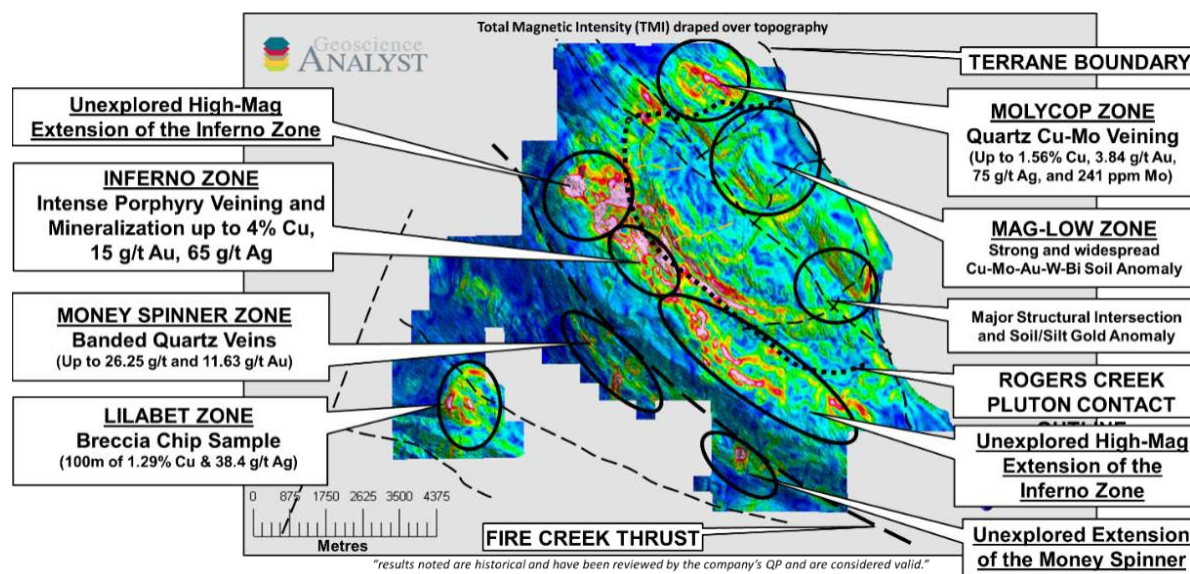 Total Magnetic Intensity (TMI) draped over topography
Geoscience
ANALYST
Unexplored High-Mag
Extension of the Inferno Zone
INFERNO ZONE
Intense Porphyry Veining and
Mineralization up to 4% Cu,
15 g/t Au, 65 g/t Ag
MONEY SPINNER ZONE
Banded Quartz Veins
(Up to 26.25 g/t and 11.63 g/t Au)
LILABET ZONE
Breccia Chip Sample
(100m of 1.29% Cu & 38.4 g/t Ag)
0 875 1750 2625 3500 4375
Metres
TERRANE BOUNDARY
MOLYCOP ZONE
Quartz Cu-Mo Veining
(Up to 1.56% Cu, 3.84 g/t Au,
75 g/t Ag, and 241 ppm Mo)
MAG-LOW ZONE
Strong and widespread
Cu-Mo-Au-W-Bi Soil Anomaly
Major Structural Intersection
and Soil/Silt Gold Anomaly
ROGERS CREEK
PLUTON CONTACT
OUTLINE
Unexplored High-Mag
Extension of the
Inferno Zone
Unexplored Extension
of the Money Spinner
FIRE CREEK THRUST
"results noted are historical and have been reviewed by the company's QP and are considered valid."